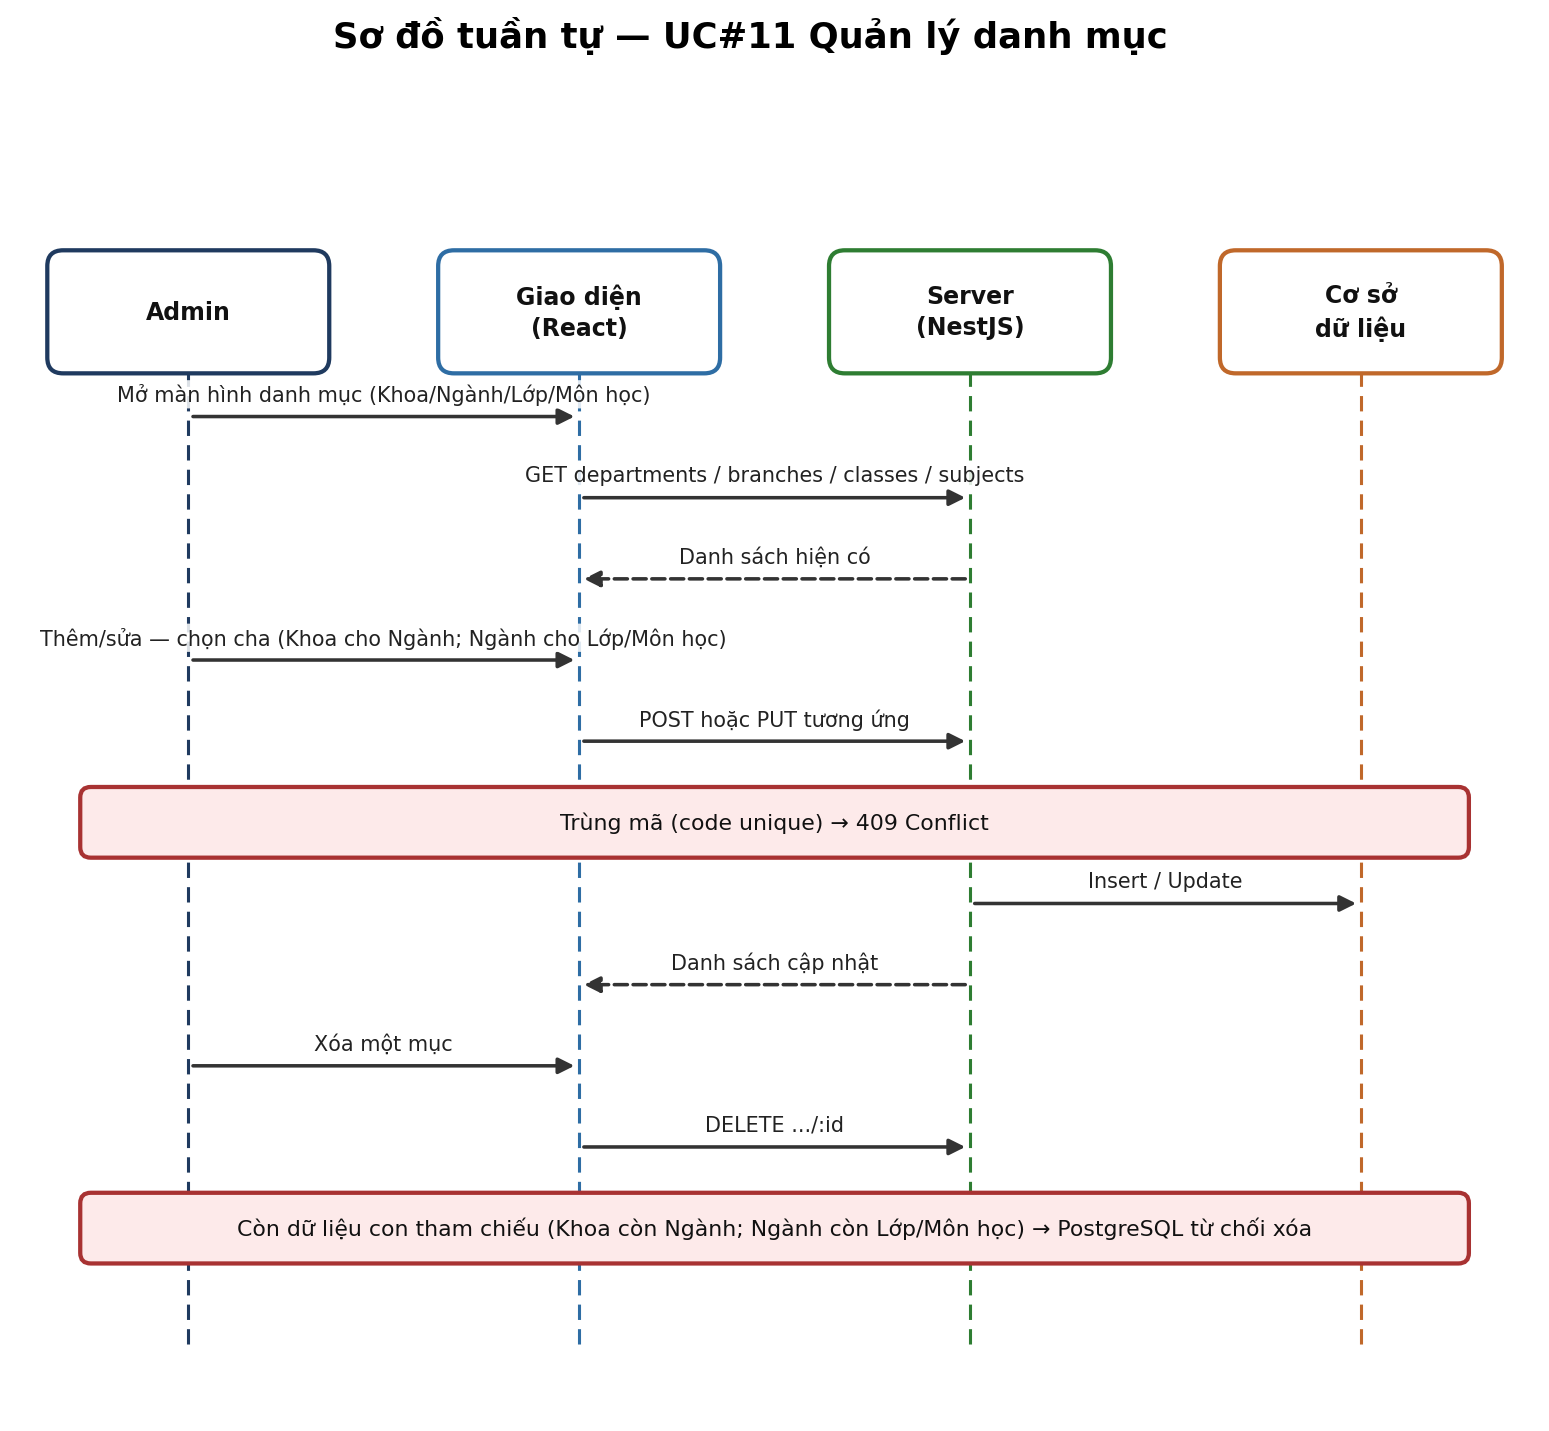 Sơ đồ tuần tự — UC#11 Quản lý danh mục
Admin
Giao diện
(React)
Server
(NestJS)
Cơ sở
dữ liệu
Mở màn hình danh mục (Khoa/Ngành/Lớp/Môn học)
GET departments / branches / classes / subjects
Danh sách hiện có
Thêm/sửa — chọn cha (Khoa cho Ngành; Ngành cho Lớp/Môn học)
POST hoặc PUT tương ứng
Trùng mã (code unique) → 409 Conflict
Insert / Update
Danh sách cập nhật
Xóa một mục
DELETE .../:id
Còn dữ liệu con tham chiếu (Khoa còn Ngành; Ngành còn Lớp/Môn học) → PostgreSQL từ chối xóa